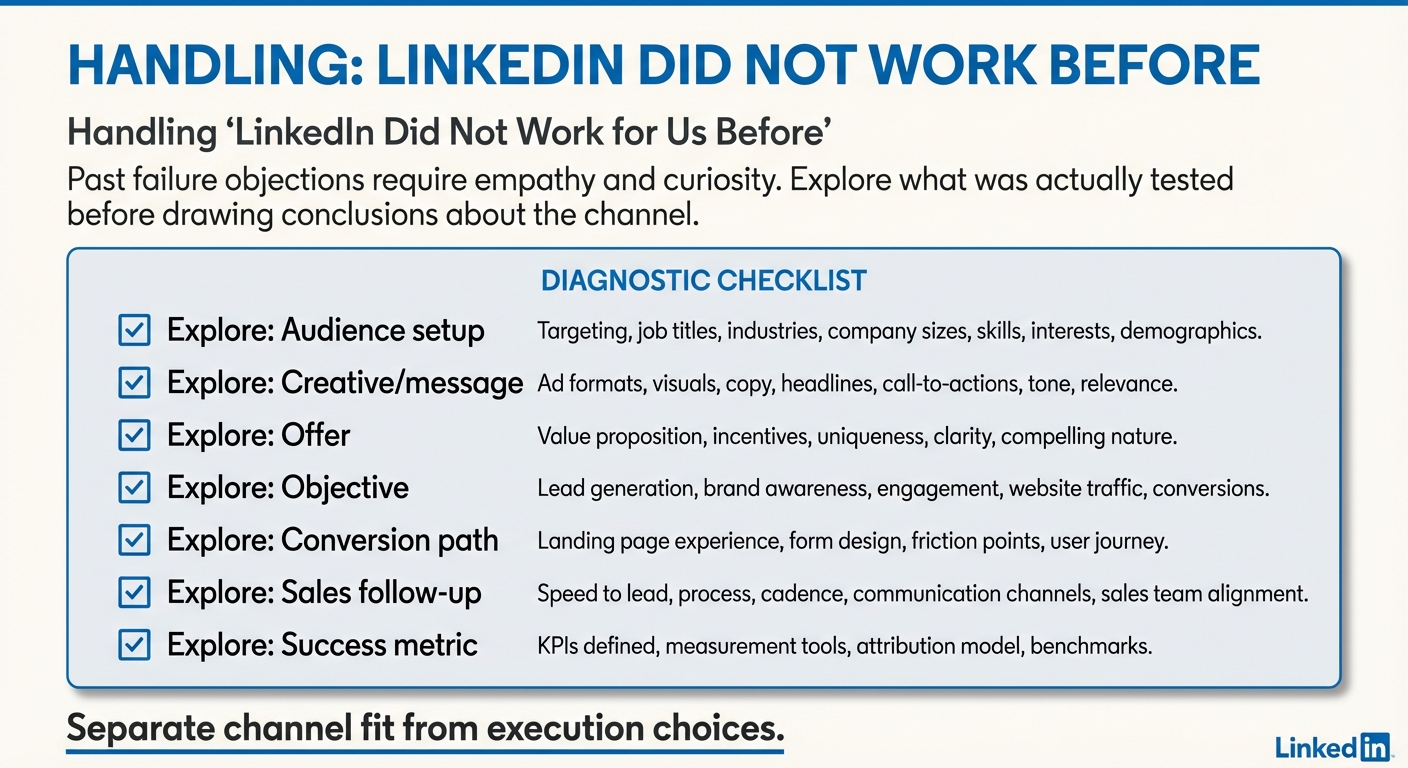 HANDLING: LINKEDIN DID NOT WORK BEFORE
Handling ‘LinkedIn Did Not Work for Us Before’
Past failure objections require empathy and curiosity. Explore what was actually tested
before drawing conclusions about the channel.
DIAGNOSTIC CHECKLIST
Explore: Audience setup Targeting, job titles, industries, company sizes, skills, interests, demographics.
Explore: Creative/message Ad formats, visuals, copy, headlines, call-to-actions, tone, relevance.
Explore: Offer Value proposition, incentives, uniqueness, clarity, compelling nature.
Explore: Objective Lead generation, brand awareness, engagement, website traffic, conversions.
Explore: Conversion path Landing page experience, form design, friction points, user journey.
Explore: Sales follow-up Speed to lead, process, cadence, communication channels, sales team alignment.
Explore: Success metric KPIs defined, measurement tools, attribution model, benchmarks.
Separate channel fit from execution choices.
LinkedIn